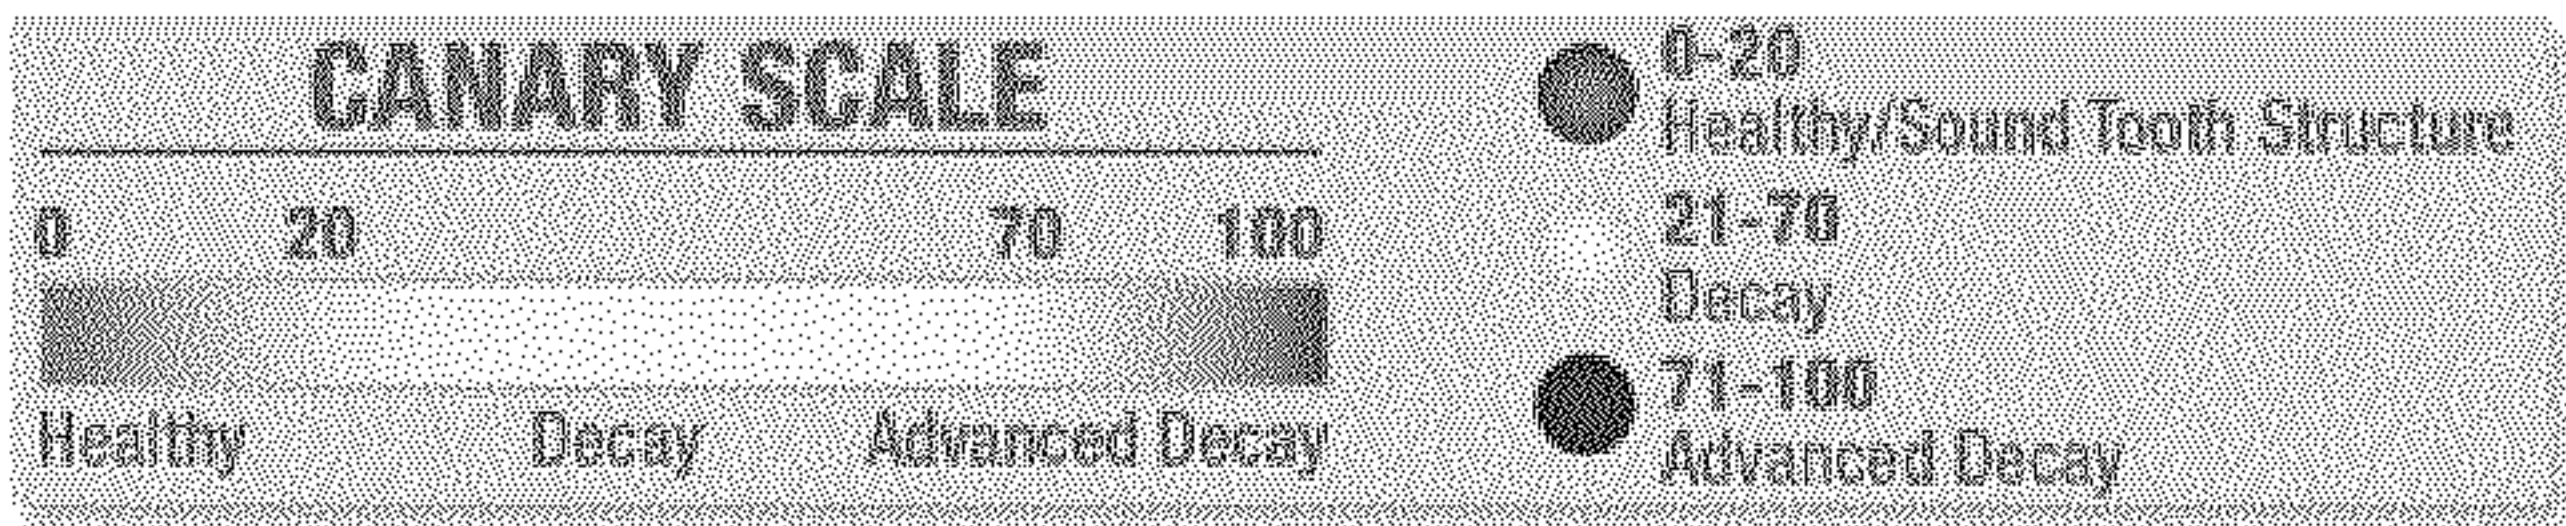 CANARY SCALE
0 20 70 100
Healthy Decay Advanced Decay
0-20
Healthy/Sound Tooth Structure
21-70
Decay
71-100
Advanced Decay